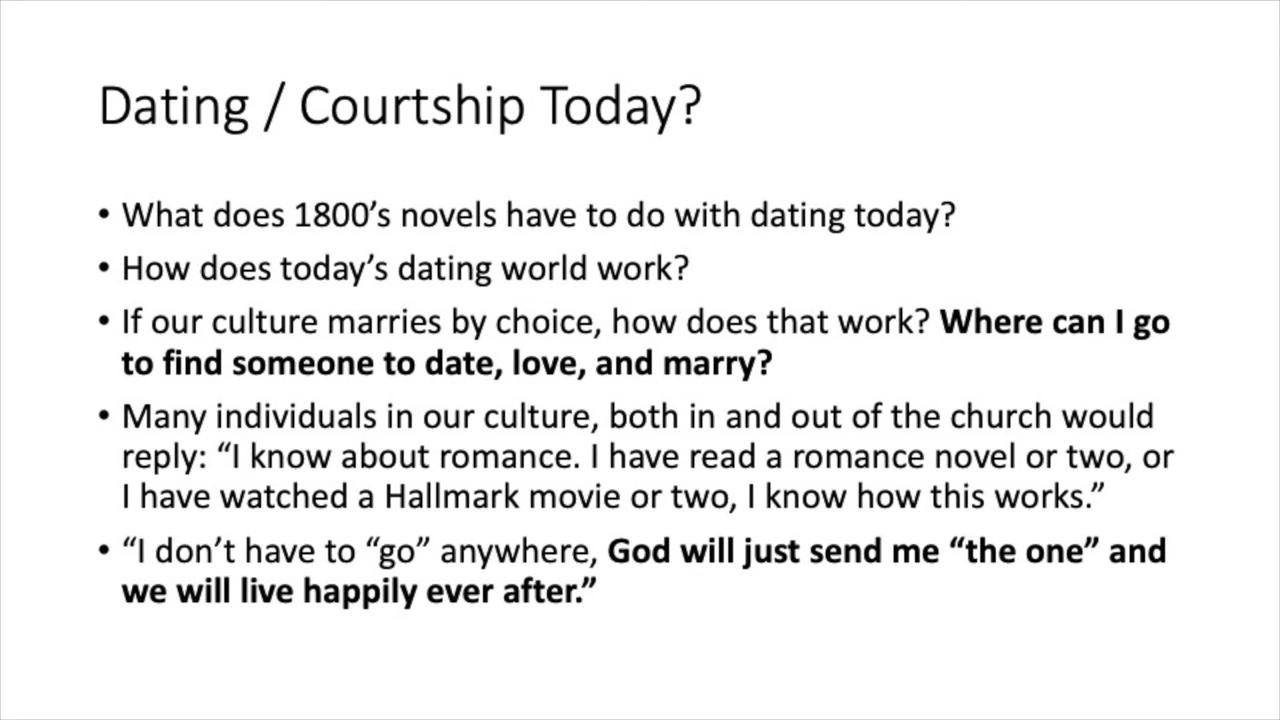 Dating / Courtship Today?
• What does 1800’s novels have to do with dating today?
• How does today’s dating world work?
• If our culture marries by choice, how does that work? Where can I go
to find someone to date, love, and marry?
• Many individuals in our culture, both in and out of the church would
reply: “I know about romance. I have read a romance novel or two, or
I have watched a Hallmark movie or two, I know how this works.”
• “I don’t have to “go” anywhere, God will just send me “the one” and
we will live happily ever after.”